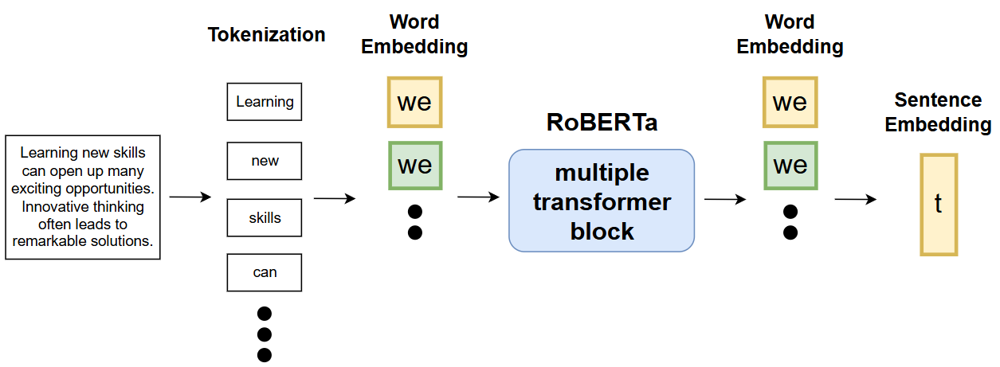 Learning new skills
can open up many
exciting opportunities.
Innovative thinking
often leads to
remarkable solutions.
Tokenization
Learning
new
skills
can
Word
Embedding
we
we
RoBERTa
multiple
transformer
block
Word
Embedding
we
we
Sentence
Embedding
t